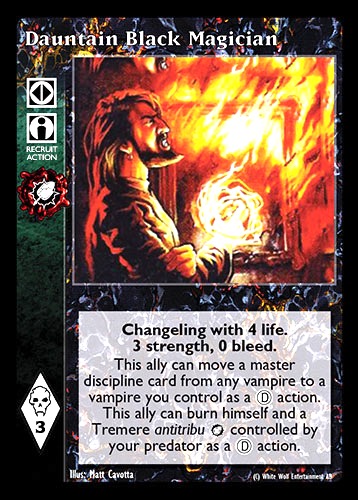 Dauntain Black Magician
RECRUIT
ACTION
Changeling with 4 life.
3 strength, 0 bleed.
This ally can move a master
discipline card from any vampire to a
vampire you control as a Ⓓ action.
This ally can burn himself and a
Tremere antitribu controlled by
your predator as a Ⓓ action.
3
Illus: Matt Cavotta
(C) White Wolf Entertainment AB